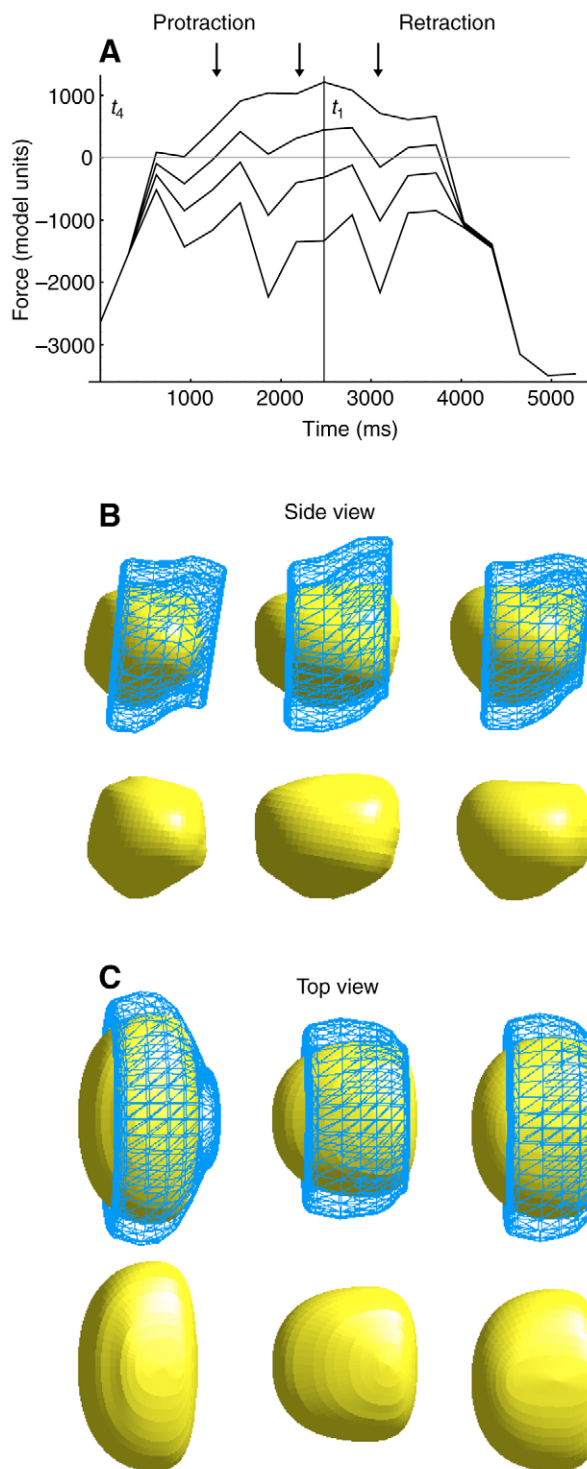 Protraction Retraction
A
t4 t1
1000
0
−1000
−2000
−3000
Force (model units)
1000 2000 3000 4000 5000
Time (ms)
B
Side view
C
Top view